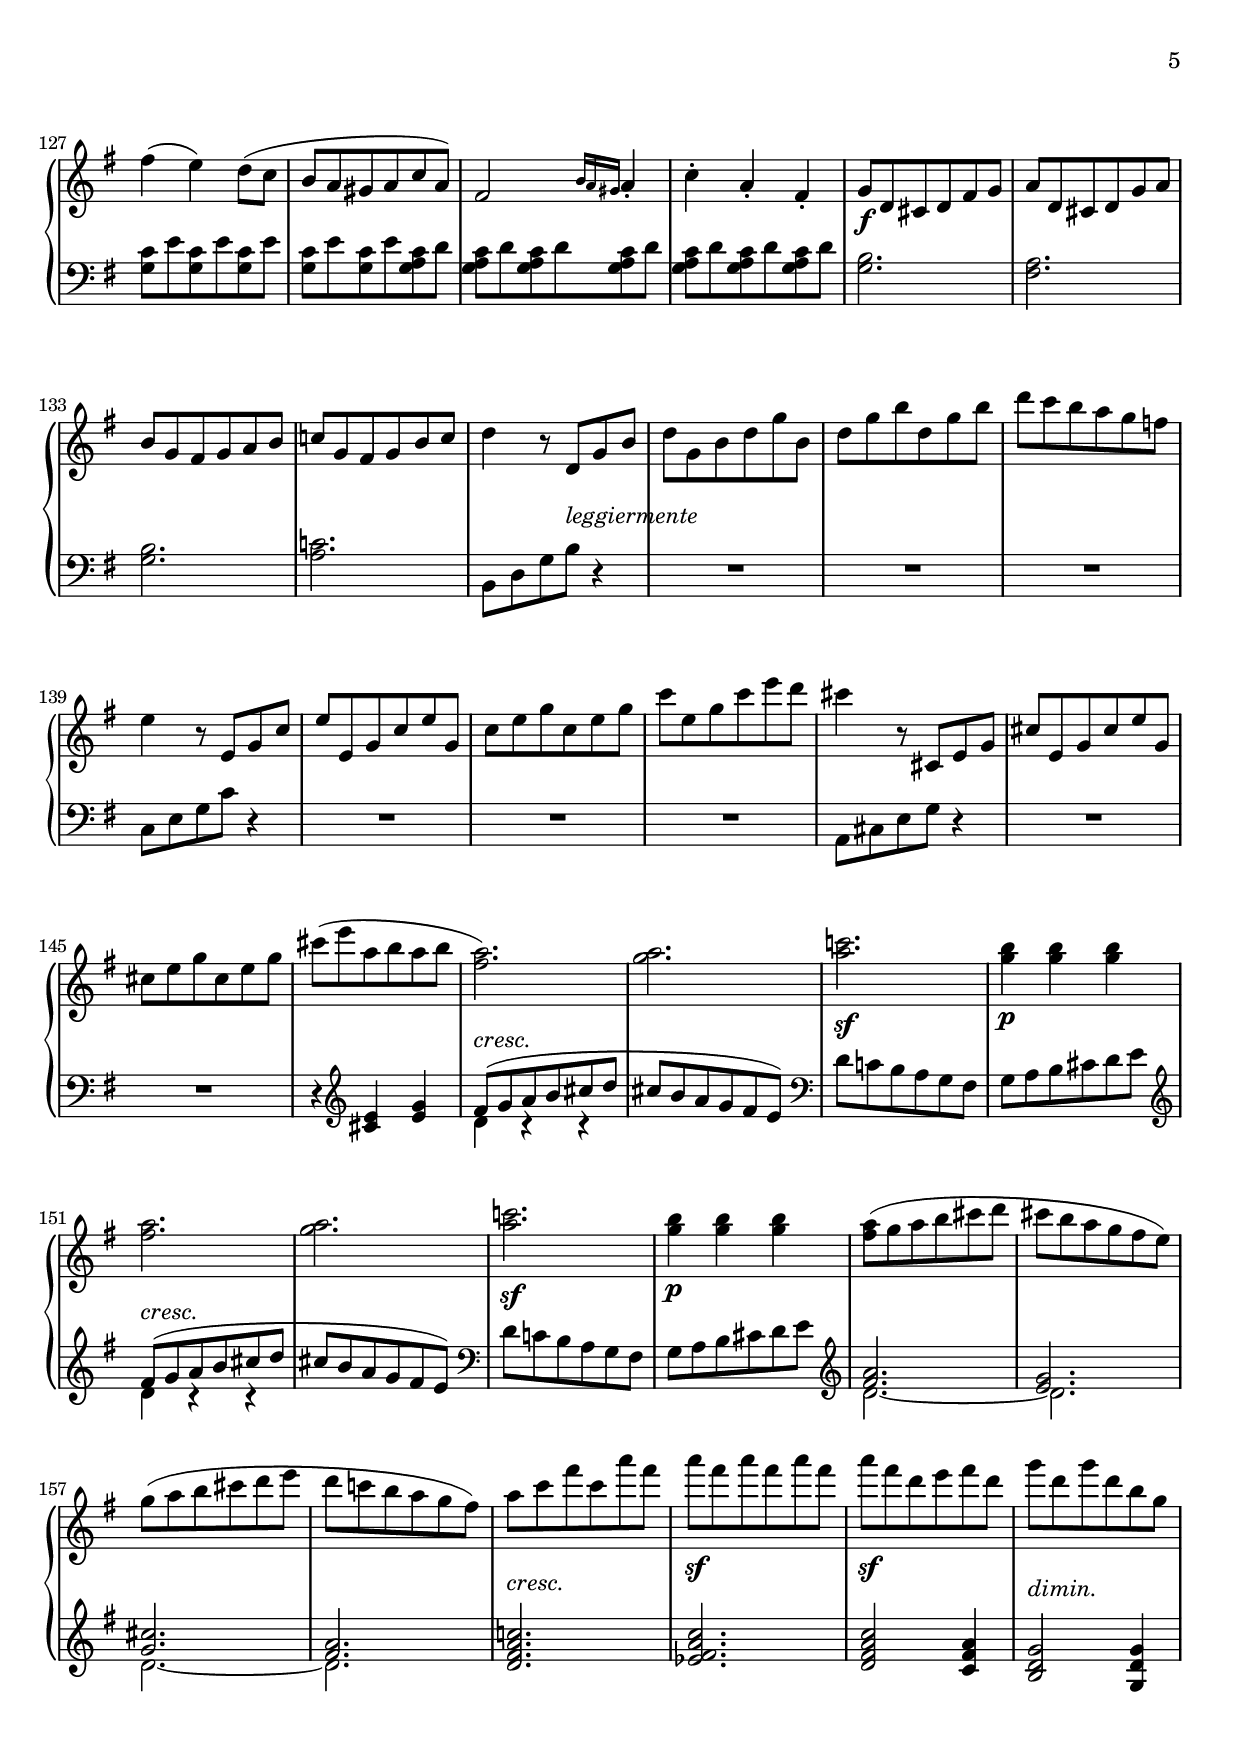 5
127
f
133
leggiermente
139
145
cresc.
sf
p
151
cresc.
sf
p
157
cresc.
sf
sf
dimin.